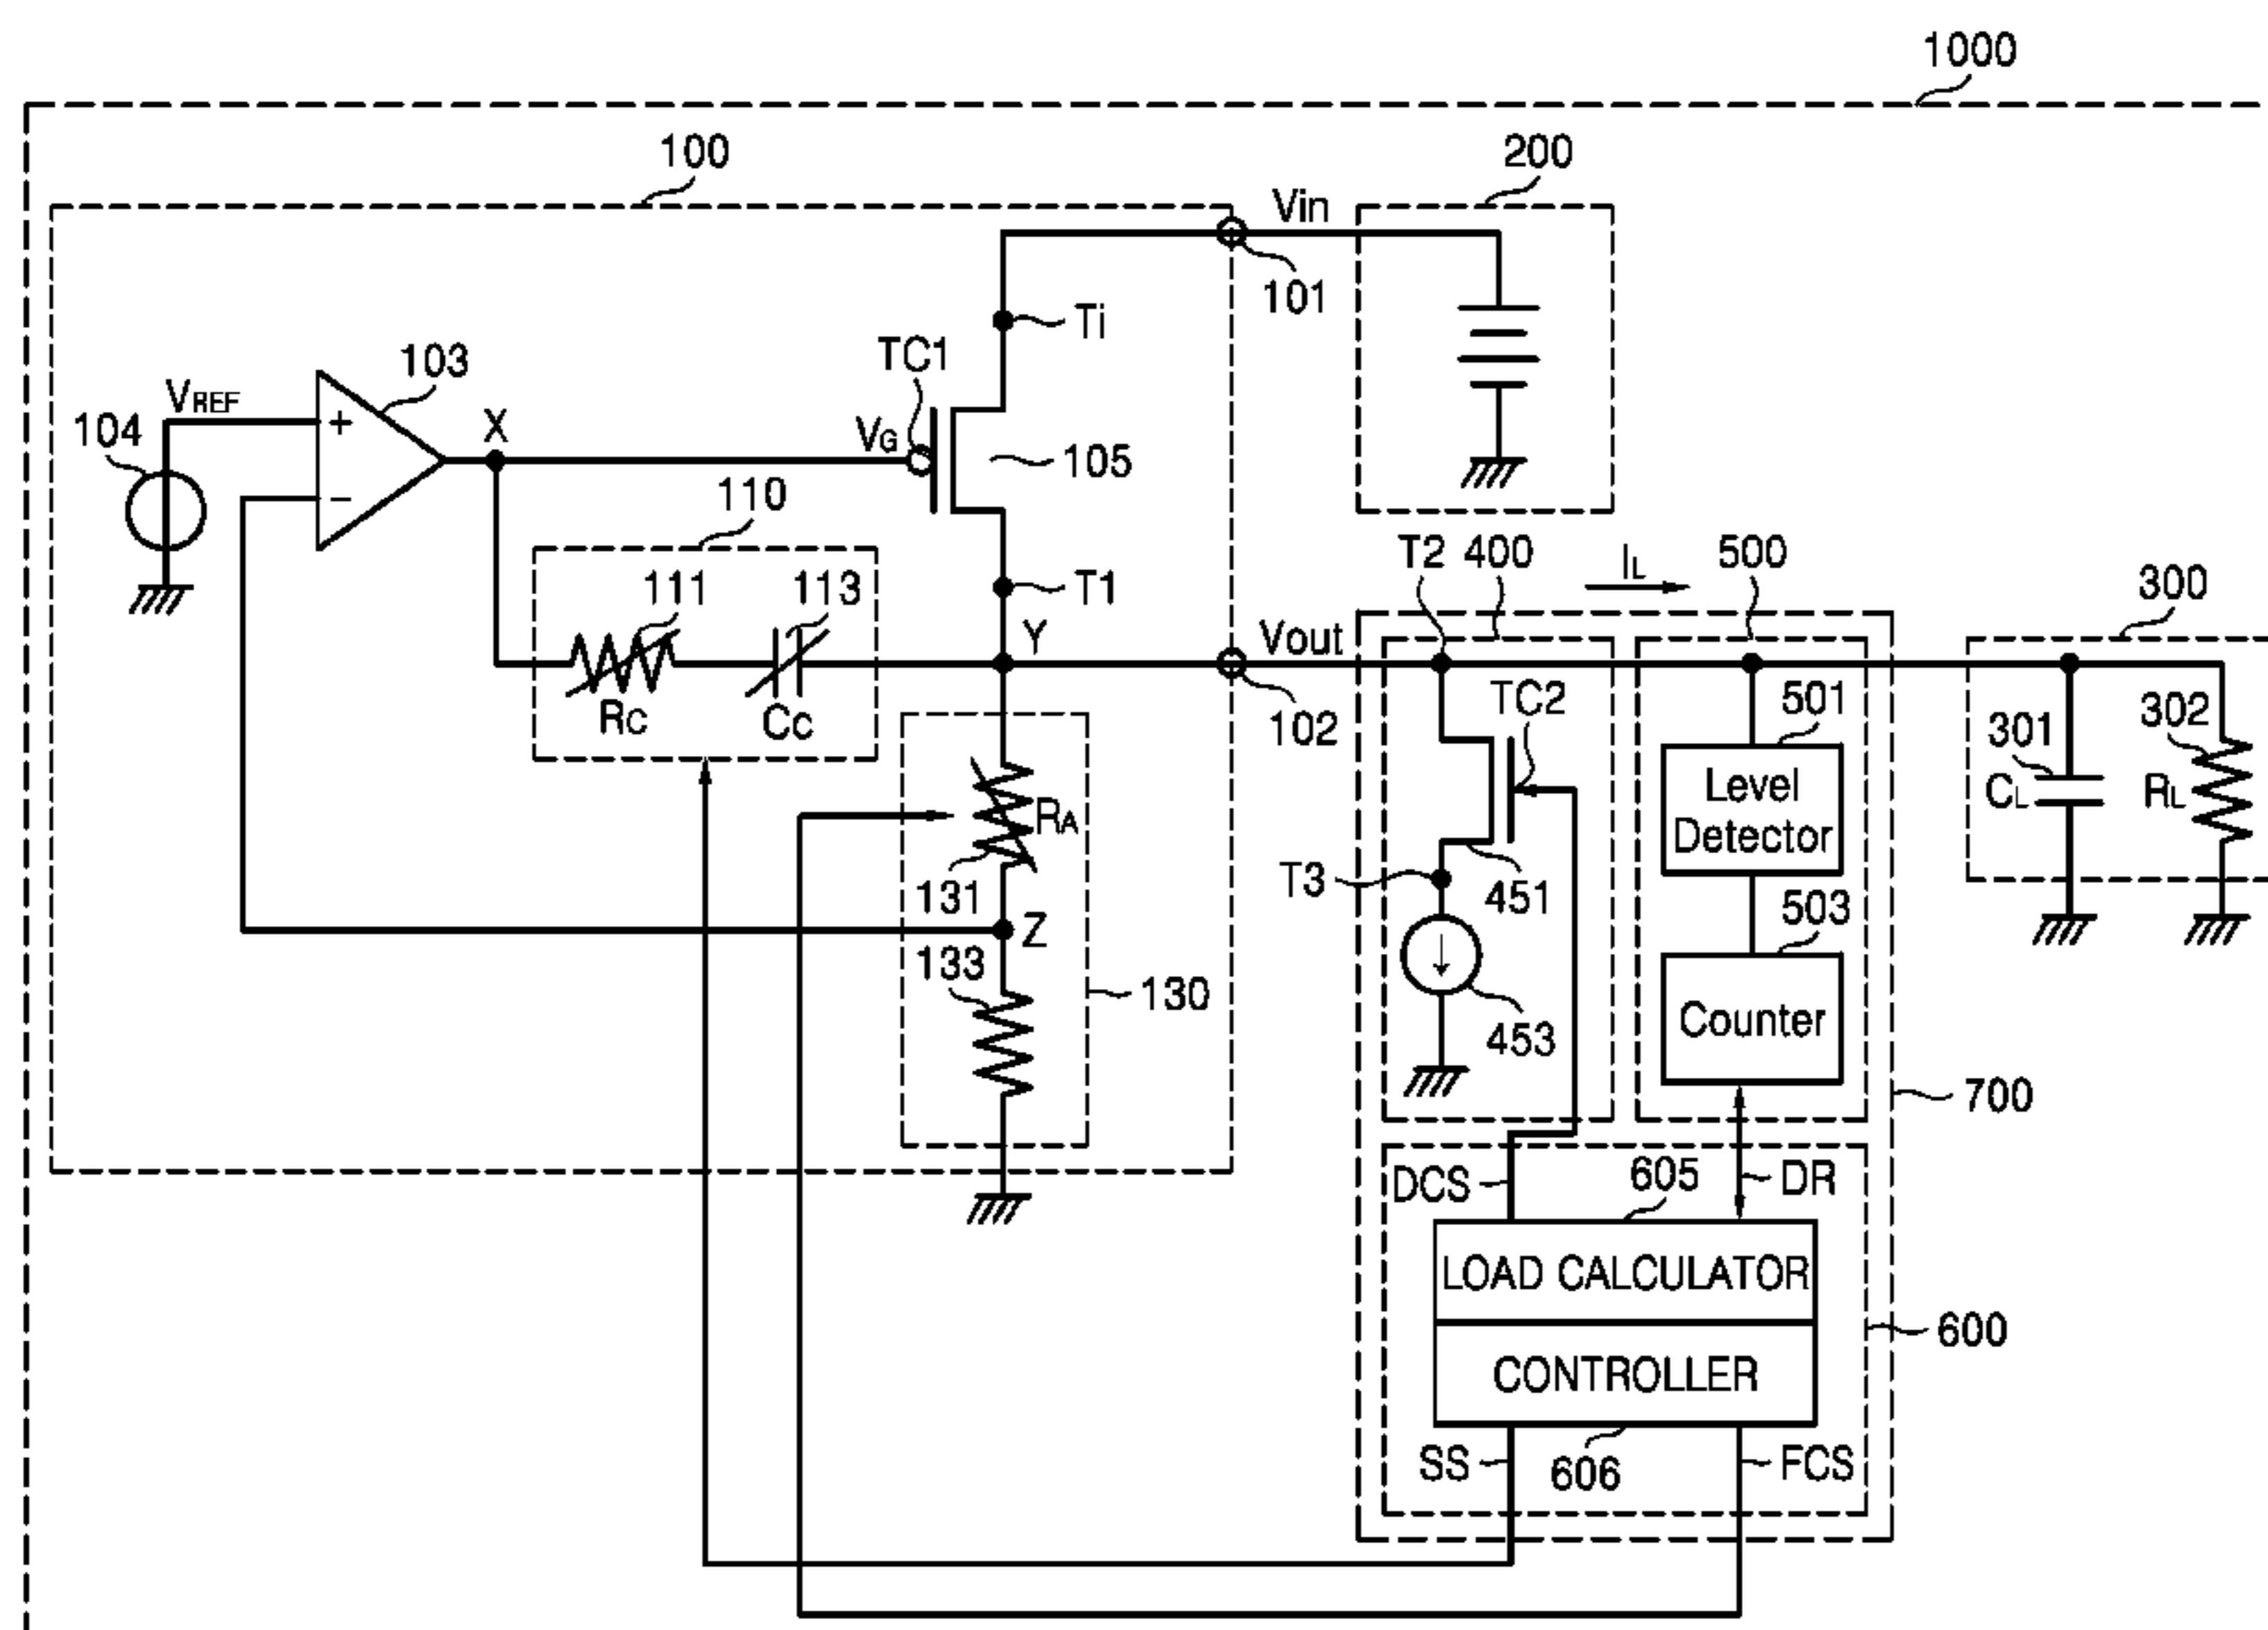 1000
100
200
Vin
101
Ti
TC1
103
VREF
104
+
X
VG
105
−
110
T2
400
IL
500
300
111
113
T1
Y
Vout
RC
CC
102
TC2
501
302
301
Level
Detector
CL
RL
RA
131
T3
451
503
Z
133
130
Counter
453
700
DCS
605
DR
LOAD CALCULATOR
600
CONTROLLER
SS
606
FCS